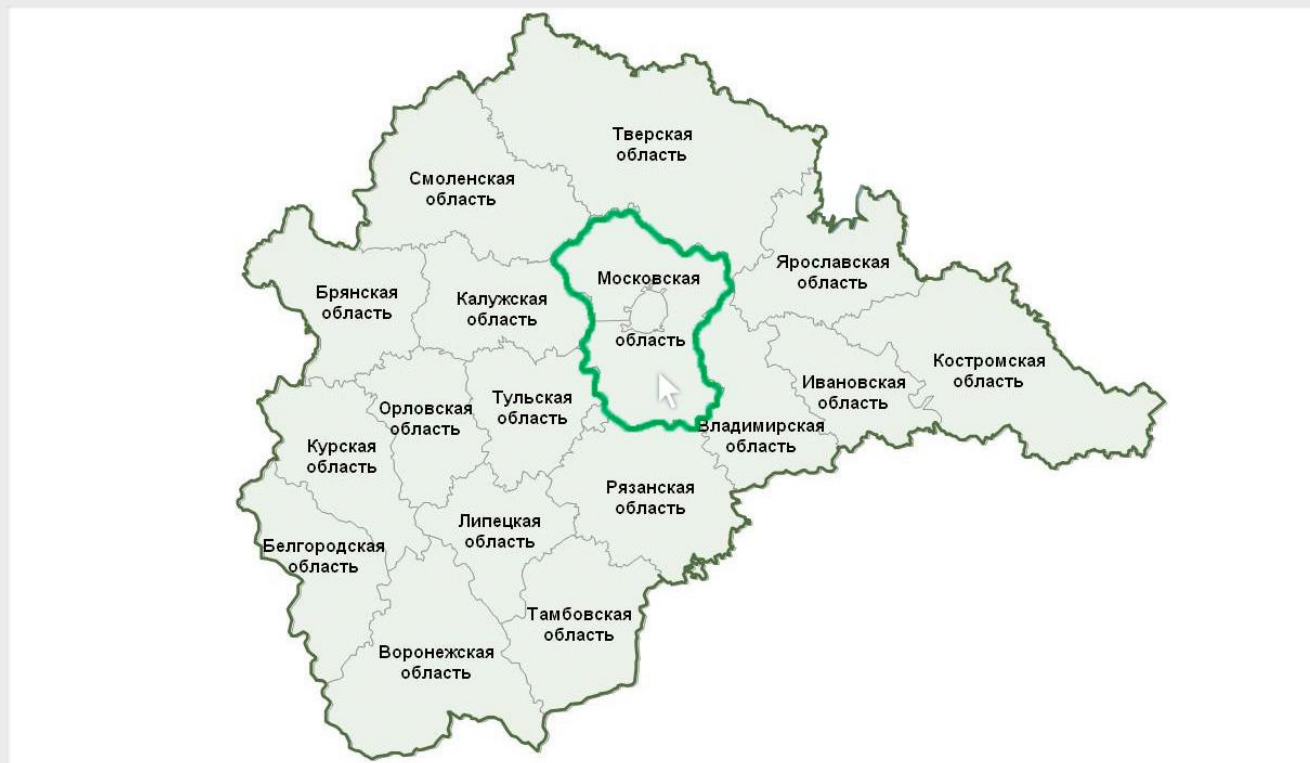 Тверская
область
Смоленская
область
Ярославская
область
Московская
область
Брянская
область
Калужская
область
Костромская
область
Ивановская
область
Тульская
область
Орловская
область
Владимирская
область
Курская
область
Рязанская
область
Липецкая
область
Белгородская
область
Тамбовская
область
Воронежская
область